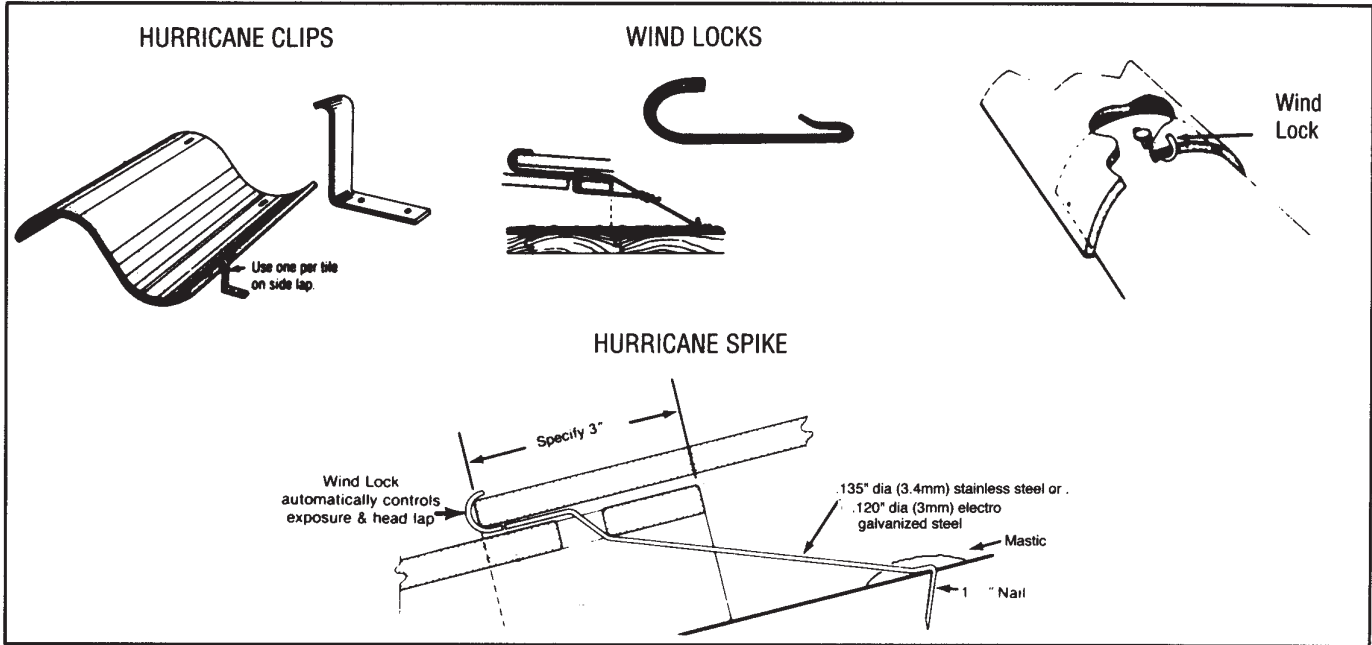 HURRICANE CLIPS
WIND LOCKS
Wind
Lock
Use one per tile
on side lap.
HURRICANE SPIKE
Specify 3"
Wind Lock
automatically controls
exposure & head lap
.135" dia (3.4mm) stainless steel or .
.120" dia (3mm) electro
galvanized steel
Mastic
1 " Nail